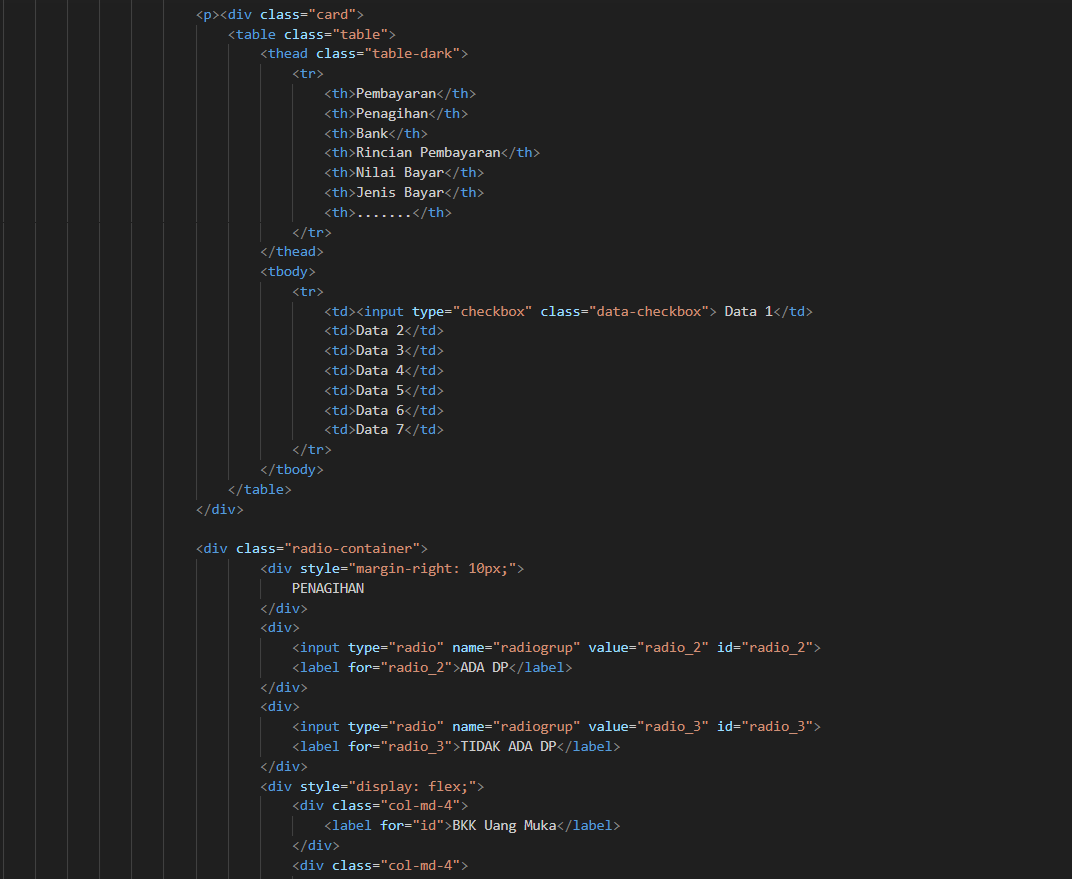 <p><div class="card">
<table class="table">
<thead class="table-dark">
<tr>
<th>Pembayaran</th>
<th>Penagihan</th>
<th>Bank</th>
<th>Rincian Pembayaran</th>
<th>Nilai Bayar</th>
<th>Jenis Bayar</th>
<th>.......</th>
</tr>
</thead>
<tbody>
<tr>
<td><input type="checkbox" class="data-checkbox"> Data 1</td>
<td>Data 2</td>
<td>Data 3</td>
<td>Data 4</td>
<td>Data 5</td>
<td>Data 6</td>
<td>Data 7</td>
</tr>
</tbody>
</table>
</div>
<div class="radio-container">
<div style="margin-right: 10px;">
PENAGIHAN
</div>
<div>
<input type="radio" name="radiogrup" value="radio_2" id="radio_2">
<label for="radio_2">ADA DP</label>
</div>
<div>
<input type="radio" name="radiogrup" value="radio_3" id="radio_3">
<label for="radio_3">TIDAK ADA DP</label>
</div>
<div style="display: flex;">
<div class="col-md-4">
<label for="id">BKK Uang Muka</label>
</div>
<div class="col-md-4">